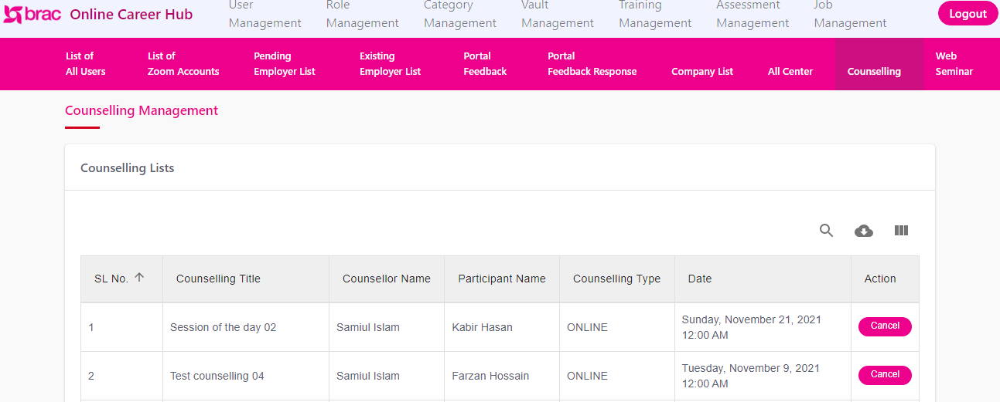 brac Online Career Hub
User Management
Role Management
Category Management
Vault Management
Training Management
Assessment Management
Job Management
Logout
List of All Users
List of Zoom Accounts
Pending Employer List
Existing Employer List
Portal Feedback
Portal Feedback Response
Company List
All Center
Counselling
Web Seminar
Counselling Management
Counselling Lists
SL No. Counselling Title Counsellor Name Participant Name Counselling Type Date Action
1 Session of the day 02 Samiul Islam Kabir Hasan ONLINE Sunday, November 21, 2021 12:00 AM Cancel
2 Test counselling 04 Samiul Islam Farzan Hossain ONLINE Tuesday, November 9, 2021 12:00 AM Cancel